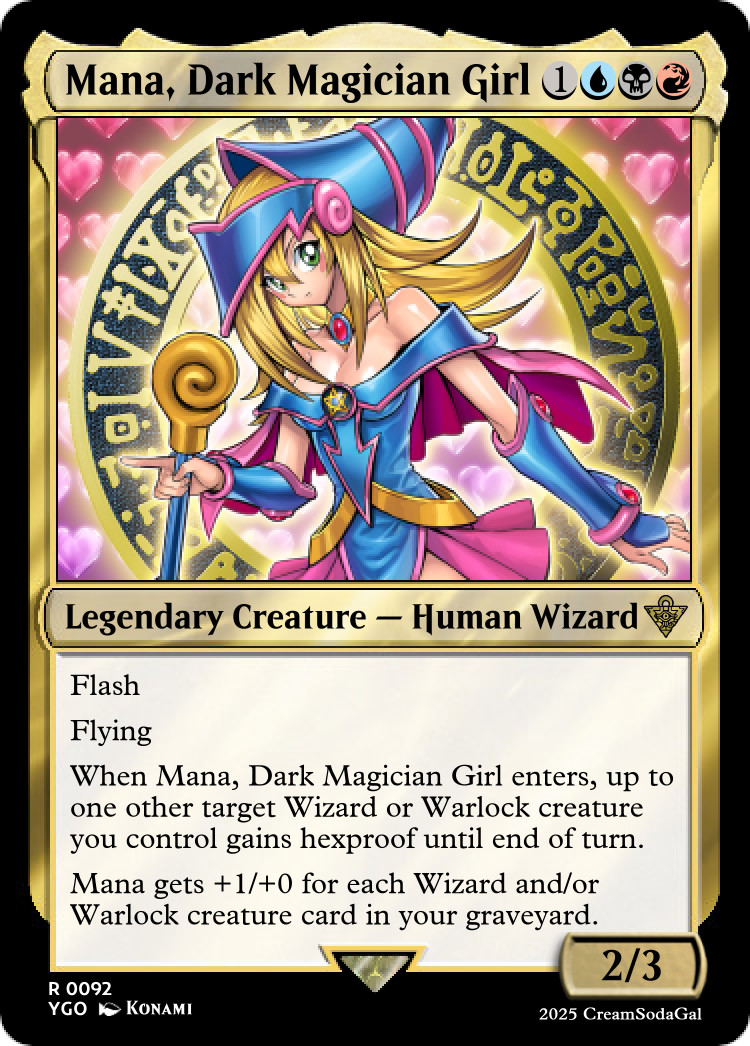 Mana, Dark Magician Girl 1
Legendary Creature — Human Wizard
Flash
Flying
When Mana, Dark Magician Girl enters, up to
one other target Wizard or Warlock creature
you control gains hexproof until end of turn.
Mana gets +1/+0 for each Wizard and/or
Warlock creature card in your graveyard.
2/3
R 0092
YGO KONAMI
2025 CreamSodaGal